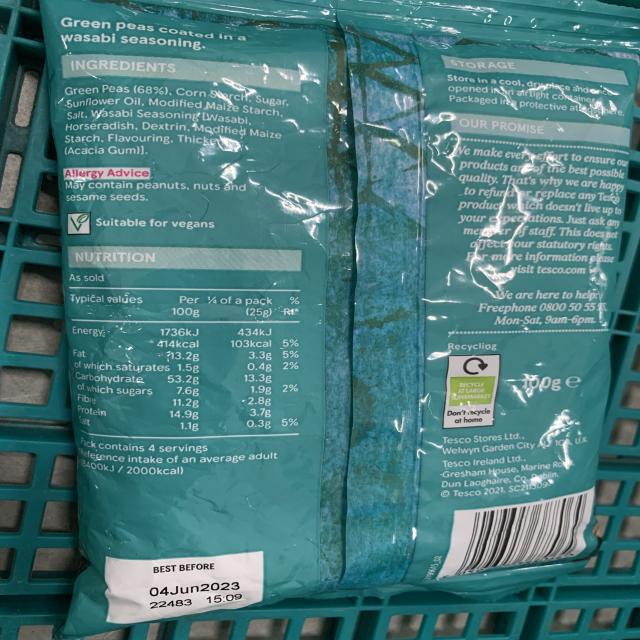 Green peas coated in a
wasabi seasoning.
INGREDIENTS
Green Peas (68%), Corn Starch, Sugar,
Sunflower Oil, Modified Maize Starch,
Salt, Wasabi Seasoning [Wasabi,
Horseradish, Dextrin, Modified Maize
Starch, Flavouring,
(Acacia Gum)].
Allergy Advice
May contain peanuts, nuts and
sesame seeds.
Suitable for vegans
NUTRITION
As sold
Typical values Per ¼ of a pack %
100g (25g) RI*
Energy 1736kJ 434kJ
414kcal 103kcal 5%
Fat 13.2g 3.3g 5%
of which saturates 1.5g 0.4g 2%
Carbohydrate 53.2g 13.3g
of which sugars 7.6g 1.9g 2%
Fibre 11.2g 2.8g
Protein 14.9g 3.7g
Salt 1.1g 0.3g 5%
Pack contains 4 servings
Reference intake of an average adult
(8400kJ / 2000kcal)
BEST BEFORE
04Jun2023
22483 15:09
STORAGE
Store in a cool, dry place and
opened in an airtight container.
Packaged in a protective atmosphere.
OUR PROMISE
We make every effort to ensure our
products are of the best possible
quality. That's why we are happy
to refund or replace any Tesco
product which doesn't live up to
your expectations. Just ask any
member of staff. This does not
affect your statutory rights.
For more information please
visit tesco.com
We are here to help:
Freephone 0800 50 5555
Mon-Sat, 9am-6pm.
Recycling
RECYCLE
AT LARGE
SUPERMARKET
Don't recycle
at home
100g e
Tesco Stores Ltd.,
Welwyn Garden City U.K.
Tesco Ireland Ltd.,
Gresham House, Marine Road,
Dun Laoghaire, Co. Dublin.
© Tesco 2021.